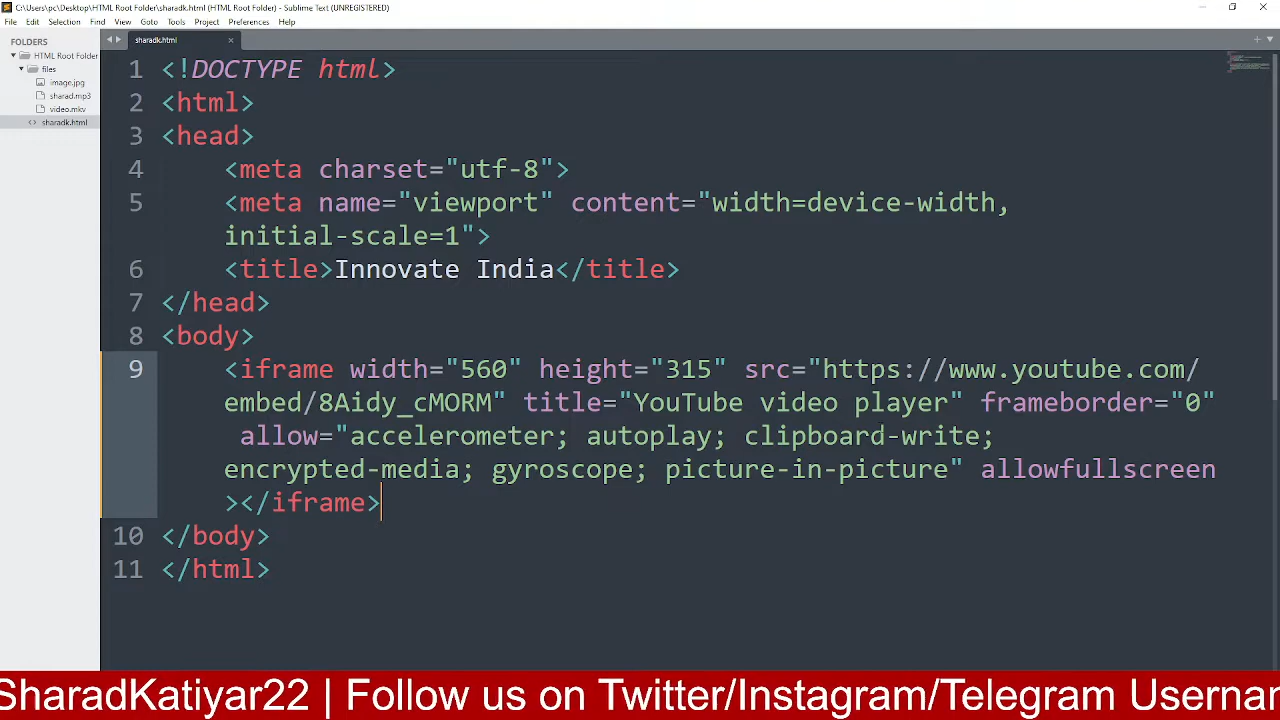 C:\Users\pc\Desktop\HTML Root Folder\sharadk.html (HTML Root Folder) - Sublime Text (UNREGISTERED)
File Edit Selection Find View Goto Tools Project Preferences Help
FOLDERS
HTML Root Folder
files
image.jpg
sharad.mp3
video.mkv
sharadk.html
sharadk.html
1 <!DOCTYPE html>
2 <html>
3 <head>
4 <meta charset="utf-8">
5 <meta name="viewport" content="width=device-width,
initial-scale=1">
6 <title>Innovate India</title>
7 </head>
8 <body>
9 <iframe width="560" height="315" src="https://www.youtube.com/
embed/8Aidy_cMORM" title="YouTube video player" frameborder="0"
allow="accelerometer; autoplay; clipboard-write;
encrypted-media; gyroscope; picture-in-picture" allowfullscreen
></iframe>
10 </body>
11 </html>
SharadKatiyar22 | Follow us on Twitter/Instagram/Telegram Userna